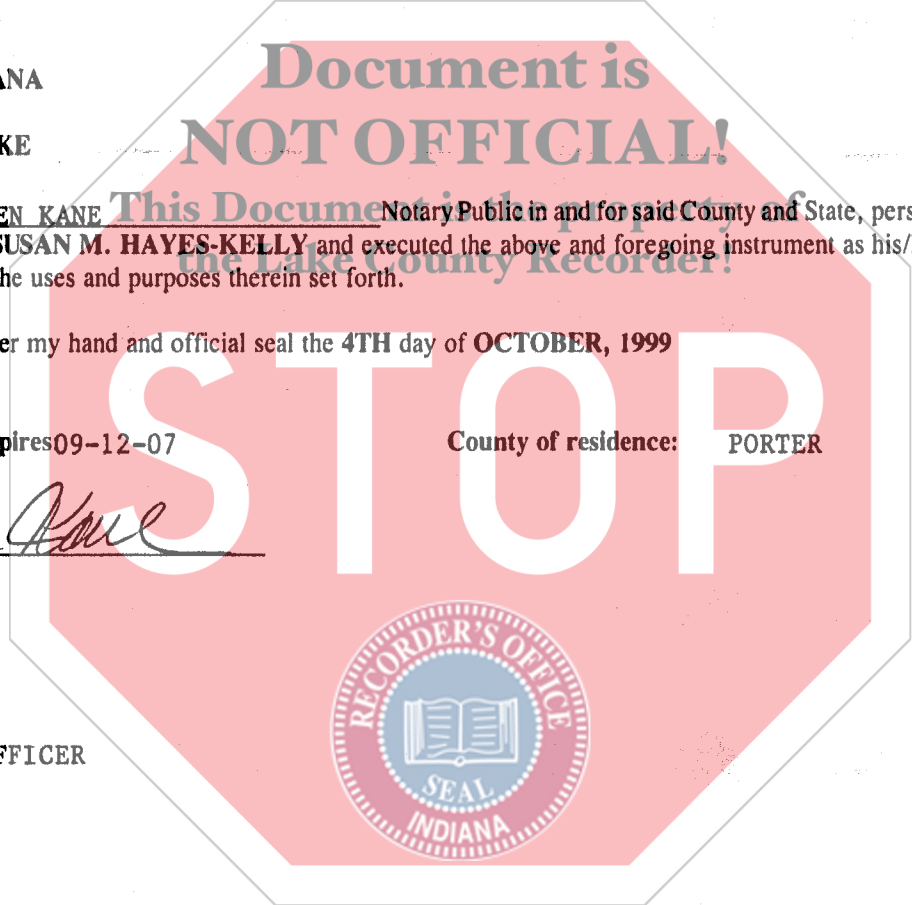 Document is
NOT OFFICIAL!
This Document is the property of
the Lake County Recorder!
ANA
KE
EN KANE Notary Public in and for said County and State, pers
SUSAN M. HAYES-KELLY and executed the above and foregoing instrument as his/
he uses and purposes therein set forth.
er my hand and official seal the 4TH day of OCTOBER, 1999
pires 09-12-07 County of residence: PORTER
Kane
STOP
FFICER
RECORDER'S OFFICE
SEAL
INDIANA